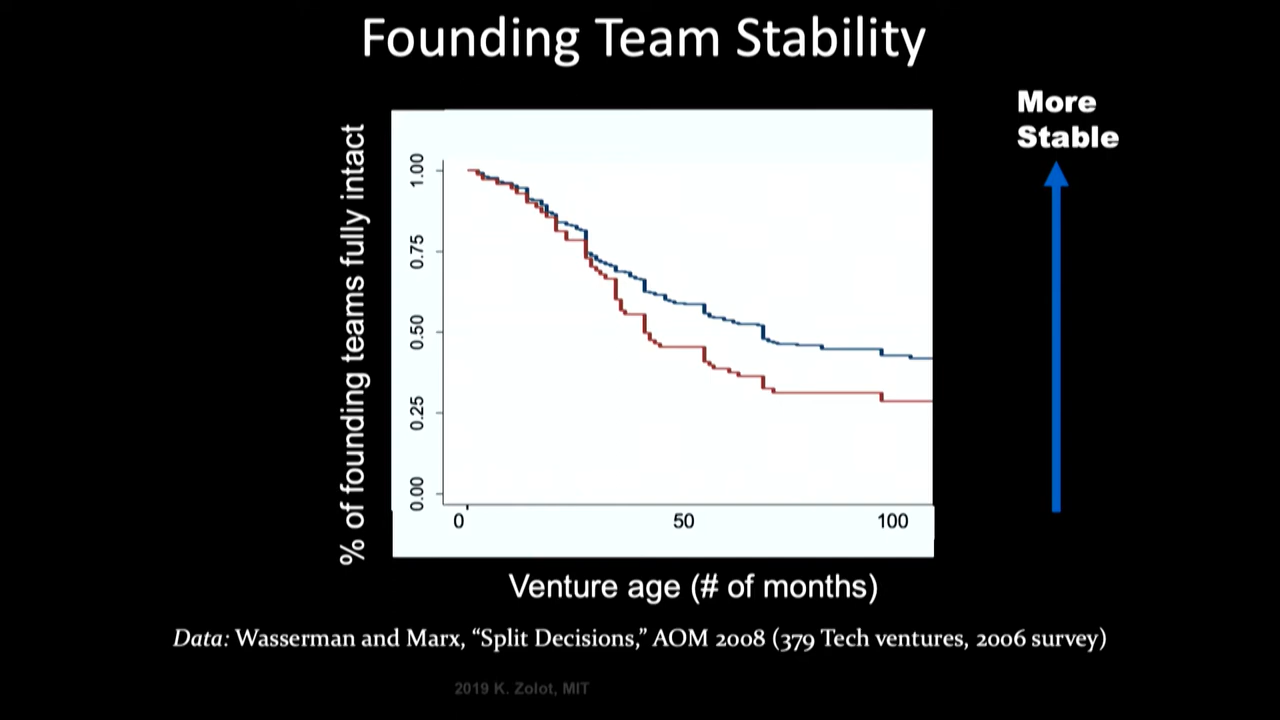 Founding Team Stability
More
Stable
% of founding teams fully intact
1.00
0.75
0.50
0.25
0.00
0 50 100
Venture age (# of months)
Data: Wasserman and Marx, “Split Decisions,” AOM 2008 (379 Tech ventures, 2006 survey)
2019 K. Zolot, MIT